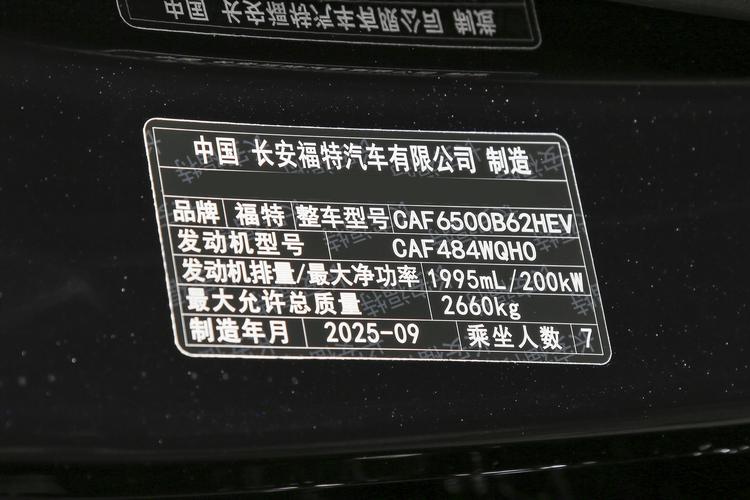 中国 长安福特汽车有限公司 制造
品牌 福特 整车型号 CAF6500B62HEV
发动机型号 CAF484WQH0
发动机排量/最大净功率 1995mL/200kW
最大允许总质量 2660kg
制造年月 2025-09 乘坐人数 7